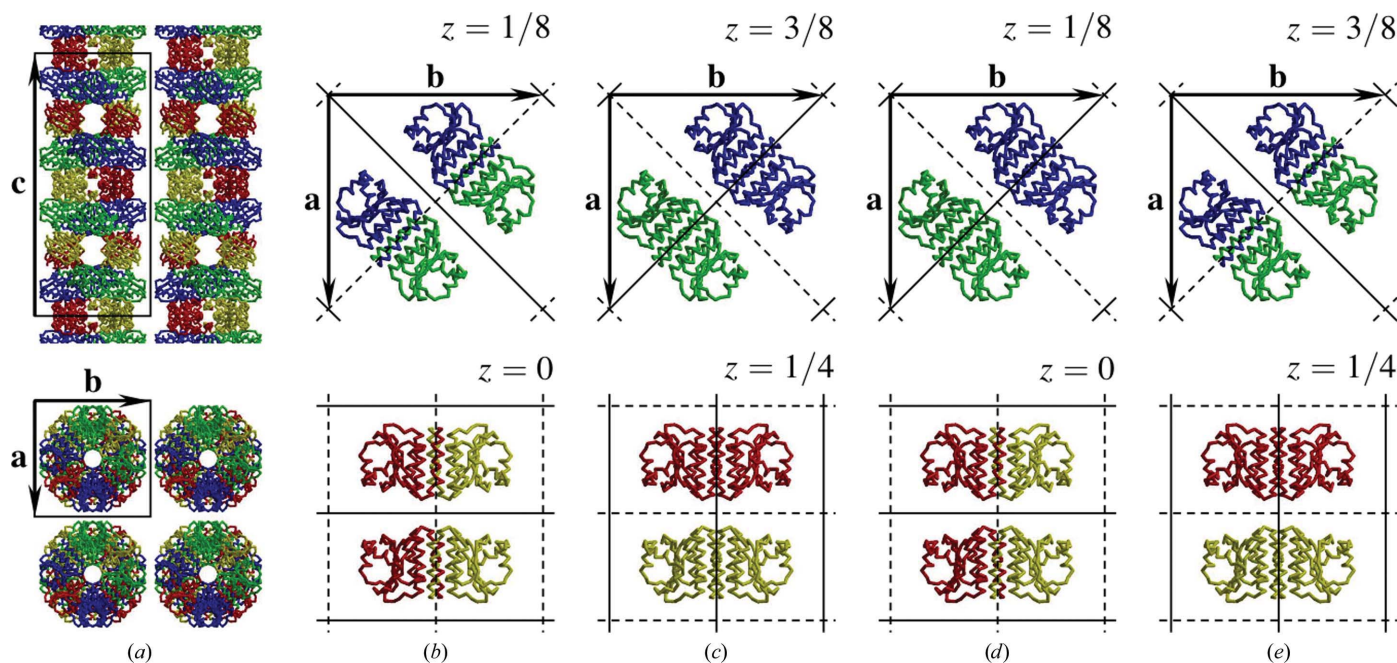 z = 1/8
z = 3/8
z = 1/8
z = 3/8
b
b
b
b
c
a
a
a
a
z = 0
z = 1/4
z = 0
z = 1/4
b
a
(a)
(b)
(c)
(d)
(e)